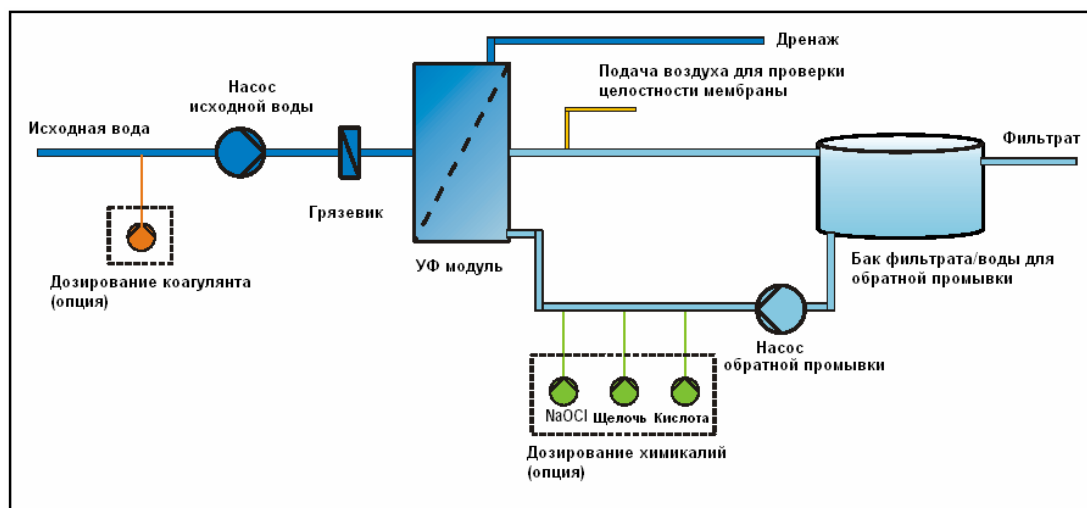 Дренаж
Подача воздуха для проверки
целостности мембраны
Насос
исходной воды
Исходная вода
Фильтрат
Грязевик
УФ модуль
Бак фильтрата/воды для
обратной промывки
Дозирование коагулянта
(опция)
Насос
обратной промывки
NaOCl
Щелочь
Кислота
Дозирование химикалий
(опция)